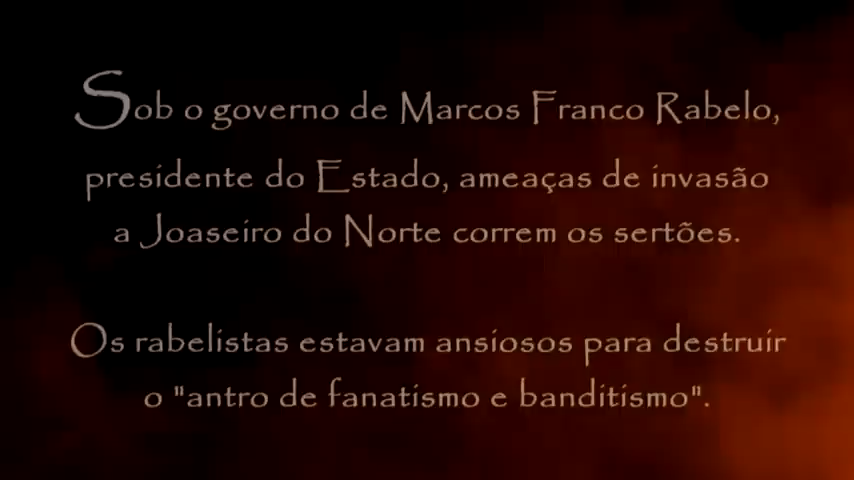 Sob o governo de Marcos Franco Rabelo,
presidente do Estado, ameaças de invasão
a Joaseiro do Norte correm os sertões.
Os rabelistas estavam ansiosos para destruir
o "antro de fanatismo e banditismo".